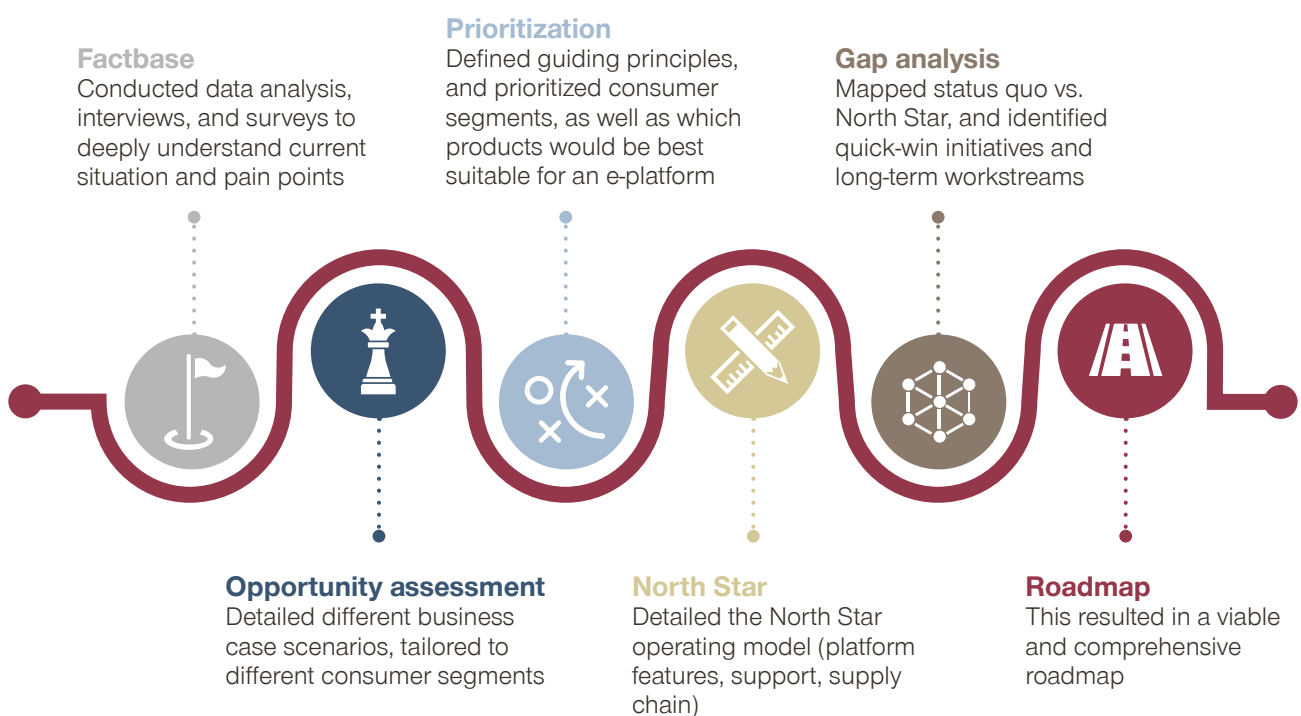 Factbase
Conducted data analysis,
interviews, and surveys to
deeply understand current
situation and pain points
Opportunity assessment
Detailed different business
case scenarios, tailored to
different consumer segments
Prioritization
Defined guiding principles,
and prioritized consumer
segments, as well as which
products would be best
suitable for an e-platform
North Star
Detailed the North Star
operating model (platform
features, support, supply
chain)
Gap analysis
Mapped status quo vs.
North Star, and identified
quick-win initiatives and
long-term workstreams
Roadmap
This resulted in a viable
and comprehensive
roadmap